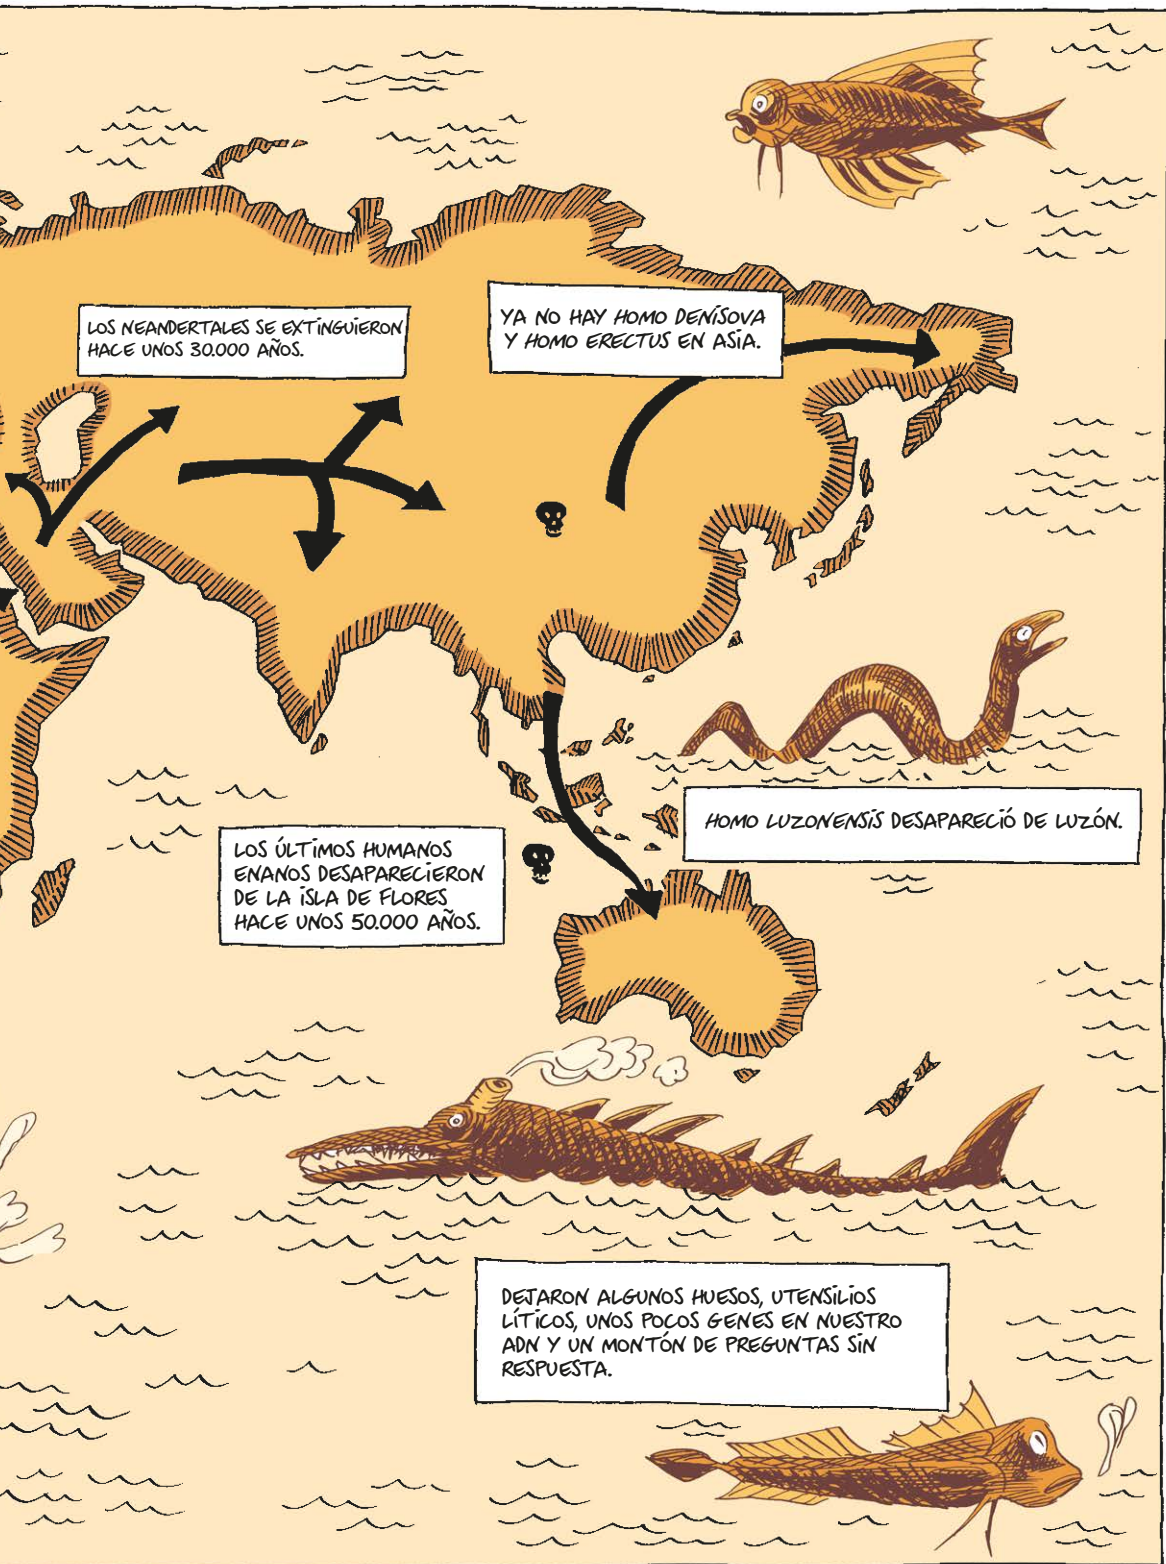 LOS NEANDERTALES SE EXTINGUIERON
HACE UNOS 30.000 AÑOS.
YA NO HAY HOMO DENISOVA
Y HOMO ERECTUS EN ASIA.
HOMO LUZONENSIS DESAPARECIÓ DE LUZÓN.
LOS ÚLTIMOS HUMANOS
ENANOS DESAPARECIERON
DE LA ISLA DE FLORES
HACE UNOS 50.000 AÑOS.
DEJARON ALGUNOS HUESOS, UTENSILIOS
LÍTICOS, UNOS POCOS GENES EN NUESTRO
ADN Y UN MONTÓN DE PREGUNTAS SIN
RESPUESTA.